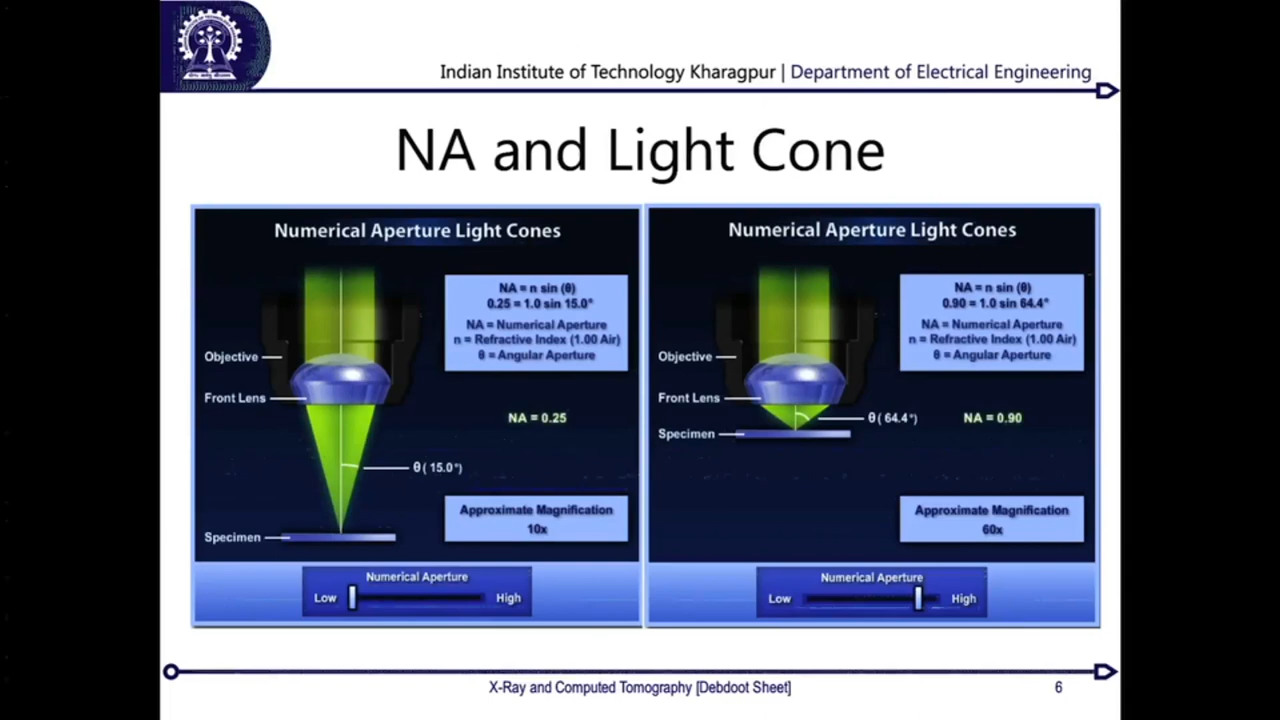 Indian Institute of Technology Kharagpur | Department of Electrical Engineering
NA and Light Cone
Numerical Aperture Light Cones
NA = n sin (θ)
0.25 = 1.0 sin 15.0°
NA = Numerical Aperture
n = Refractive Index (1.00 Air)
θ = Angular Aperture
Objective
Front Lens
NA = 0.25
θ ( 15.0°)
Approximate Magnification
10x
Specimen
Numerical Aperture
Low
High
Numerical Aperture Light Cones
NA = n sin (θ)
0.90 = 1.0 sin 64.4°
NA = Numerical Aperture
n = Refractive Index (1.00 Air)
θ = Angular Aperture
Objective
Front Lens
θ ( 64.4°)
NA = 0.90
Specimen
Approximate Magnification
60x
Numerical Aperture
Low
High
X-Ray and Computed Tomography [Debdoot Sheet]
6